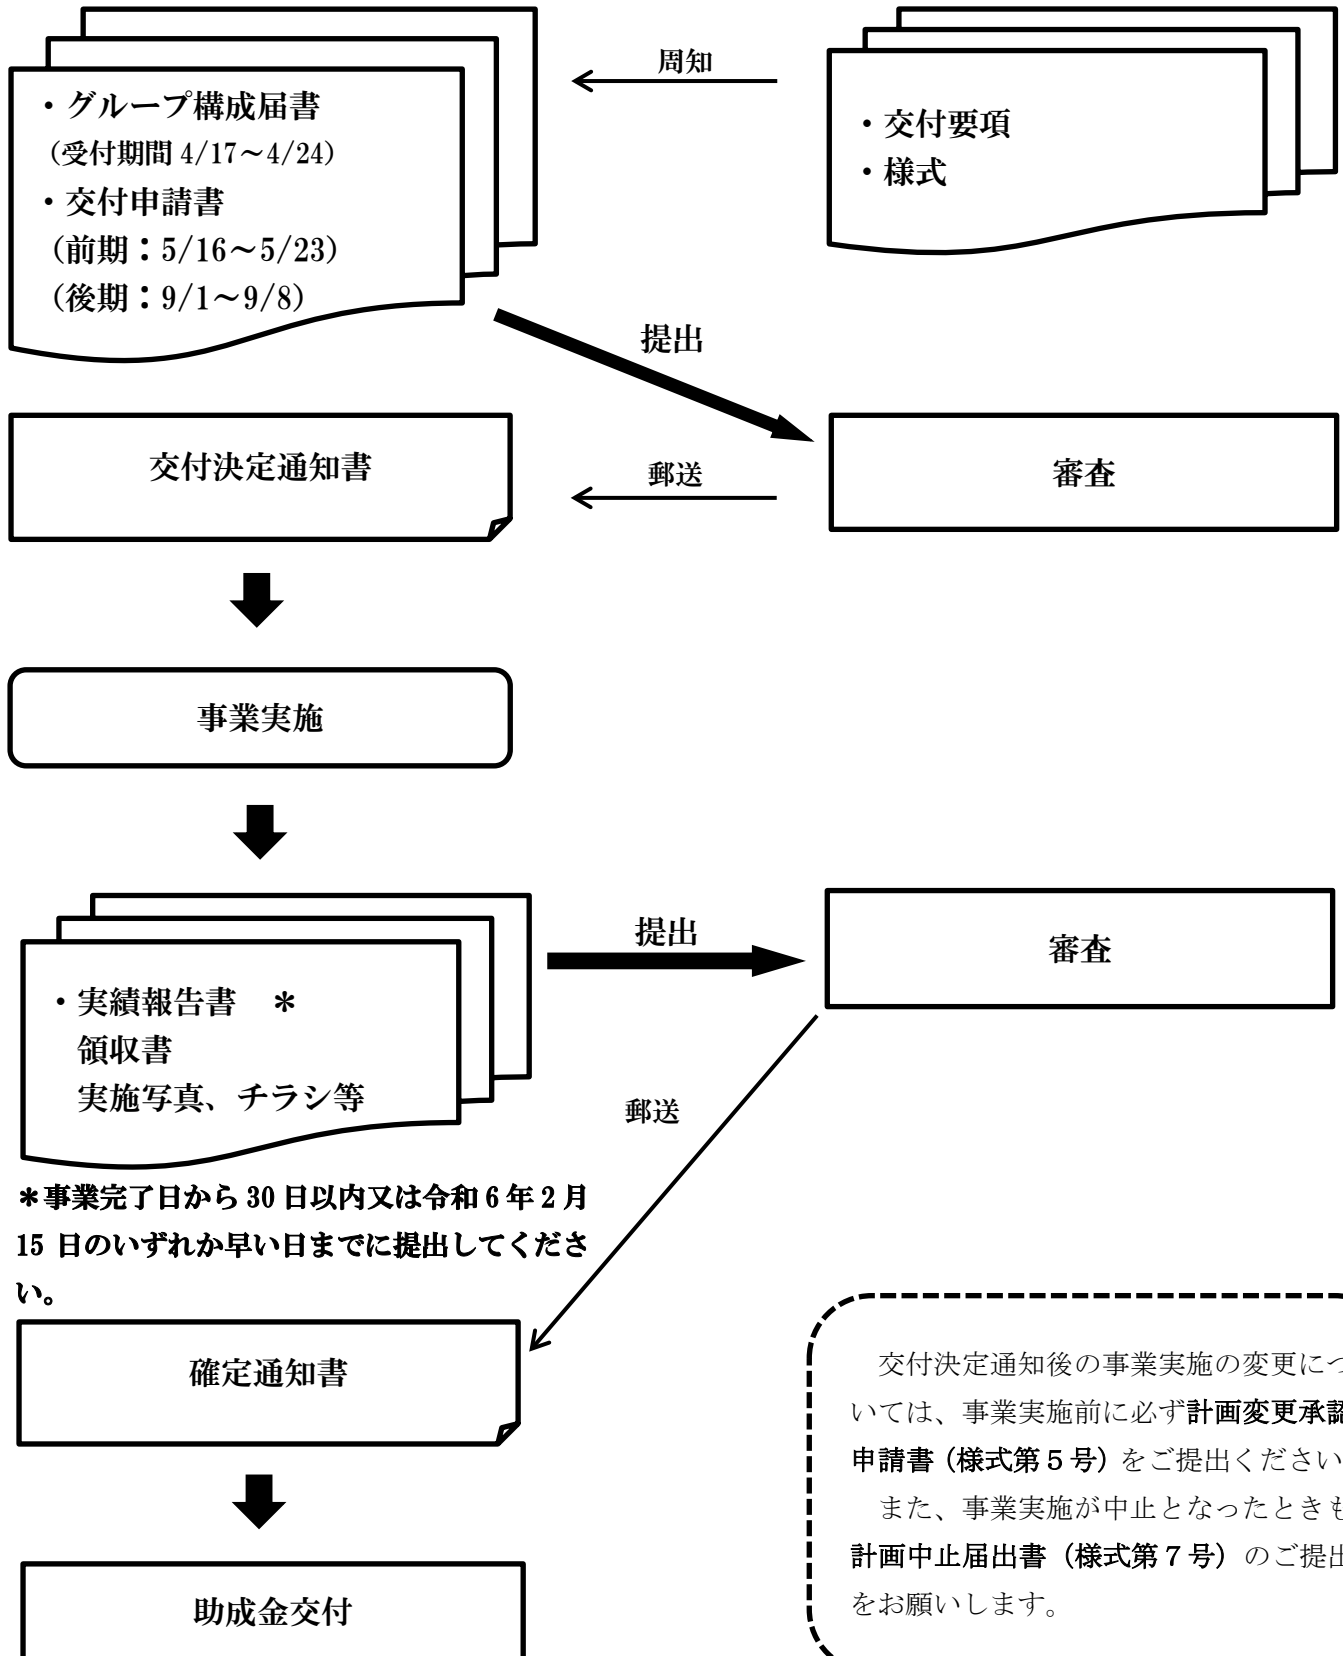 周知
・グループ構成届書
（受付期間 4/17～4/24）
・交付申請書
（前期：5/16～5/23）
（後期：9/1～9/8）
・交付要項
・様式
提出
交付決定通知書
郵送
審査
事業実施
提出
審査
・実績報告書　＊
領収書
実施写真、チラシ等
郵送
＊事業完了日から 30 日以内又は令和 6 年 2 月
15 日のいずれか早い日までに提出してくださ
い。
確定通知書
交付決定通知後の事業実施の変更につ
いては、事業実施前に必ず計画変更承認
申請書（様式第５号）をご提出ください
また、事業実施が中止となったときも
計画中止届出書（様式第７号）のご提出
をお願いします。
助成金交付